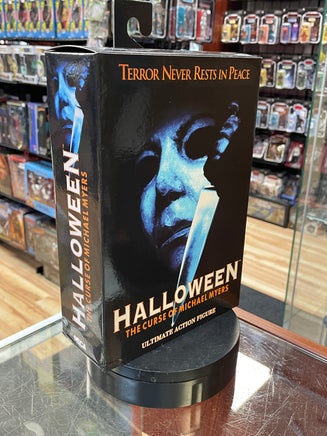 TERROR NEVER RESTS IN PEACE
HALLOWEEN
THE CURSE OF MICHAEL MYERS
ULTIMATE ACTION FIGURE
HALLOWEEN
THE CURSE OF MICHAEL MYERS